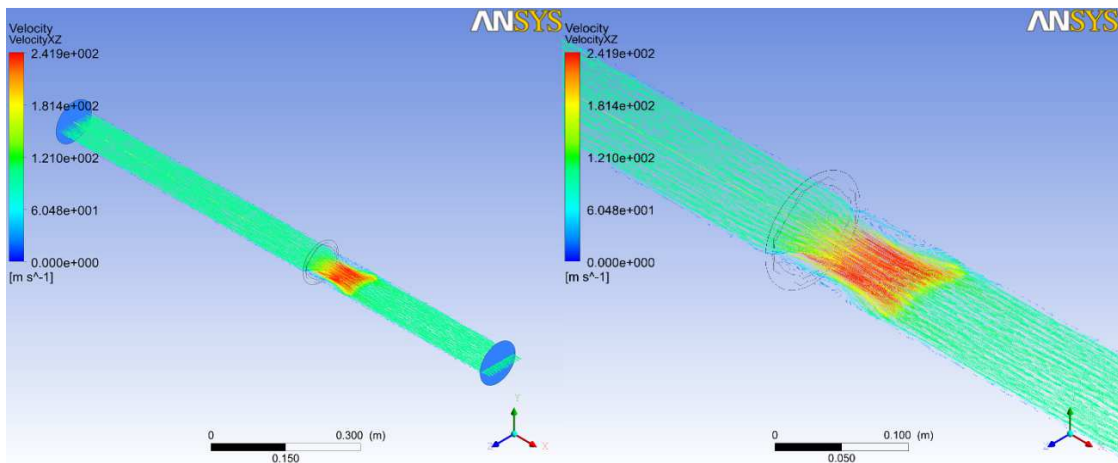 ANSYS
Velocity
VelocityXZ
2.419e+002
1.814e+002
1.210e+002
6.048e+001
0.000e+000
[m s^-1]
0 0.300 (m)
0.150
Y
Z X
ANSYS
Velocity
VelocityXZ
2.419e+002
1.814e+002
1.210e+002
6.048e+001
0.000e+000
[m s^-1]
0 0.100 (m)
0.050